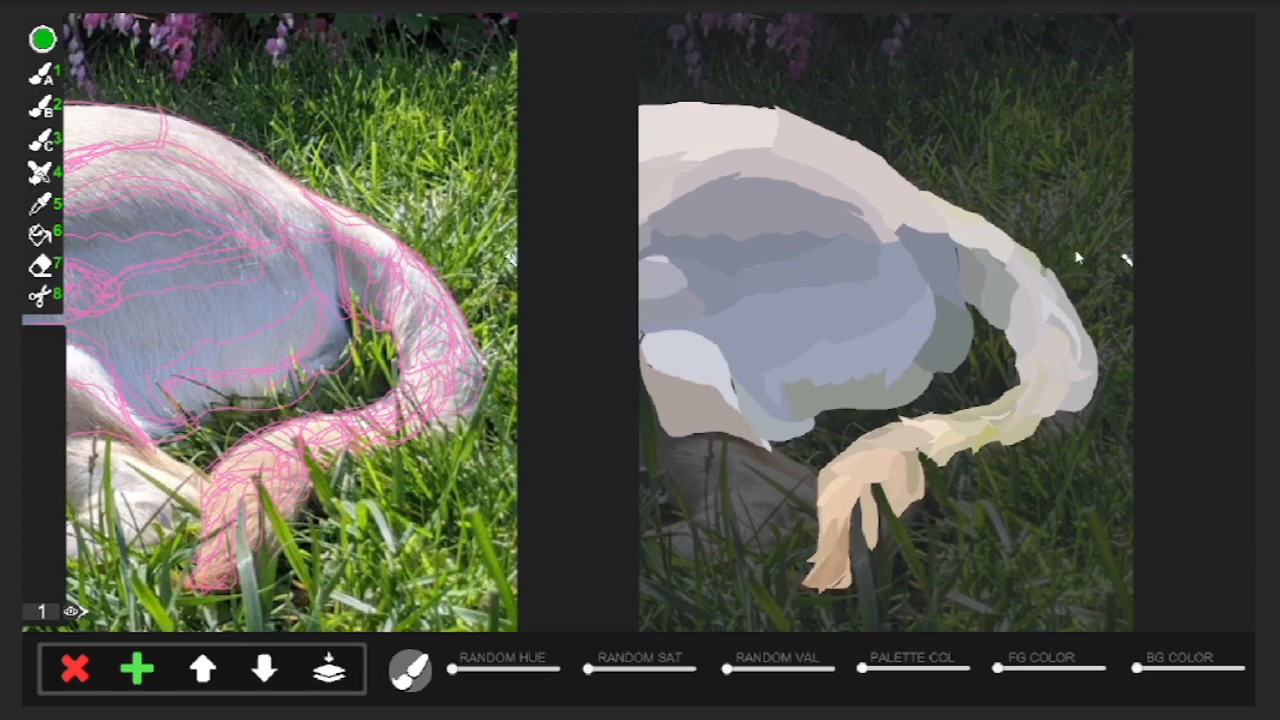 1
A
2
B
3
C
4
5
6
7
8
1
RANDOM HUE
RANDOM SAT
RANDOM VAL
PALETTE COL
FG COLOR
BG COLOR